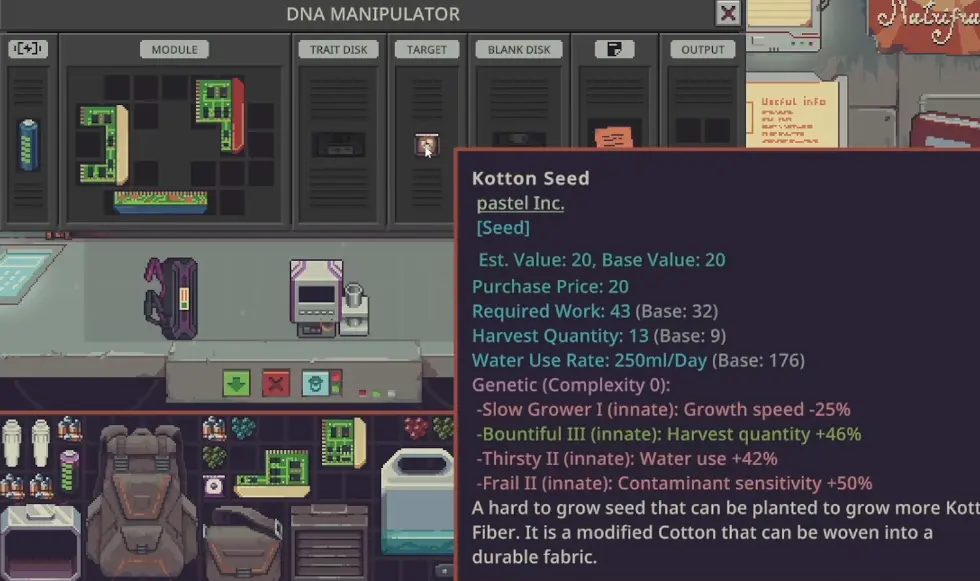 DNA MANIPULATOR
MODULE
TRAIT DISK
TARGET
BLANK DISK
OUTPUT
Useful info
Kotton Seed
pastel Inc.
[Seed]
Est. Value: 20, Base Value: 20
Purchase Price: 20
Required Work: 43 (Base: 32)
Harvest Quantity: 13 (Base: 9)
Water Use Rate: 250ml/Day (Base: 176)
Genetic (Complexity 0):
-Slow Grower I (innate): Growth speed -25%
-Bountiful III (innate): Harvest quantity +46%
-Thirsty II (innate): Water use +42%
-Frail II (innate): Contaminant sensitivity +50%
A hard to grow seed that can be planted to grow more Kott
Fiber. It is a modified Cotton that can be woven into a
durable fabric.